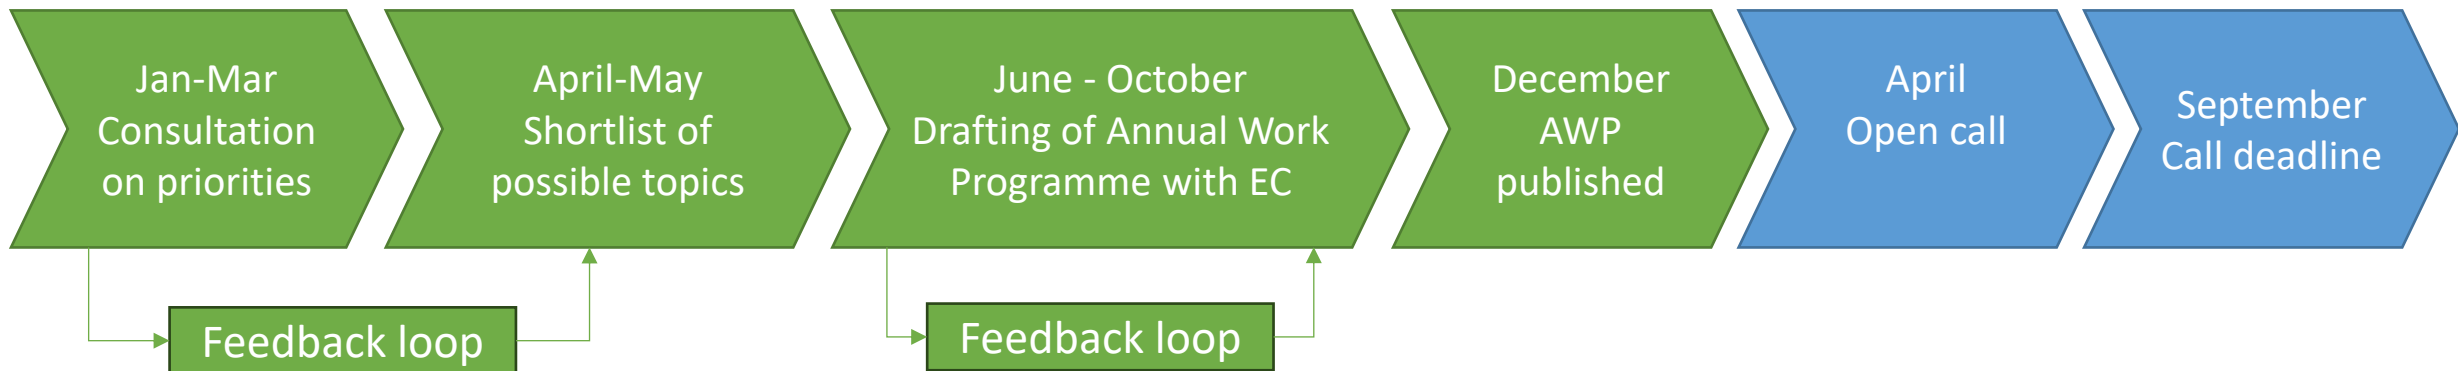 Jan-Mar
Consultation
on priorities
April-May
Shortlist of
possible topics
June - October
Drafting of Annual Work
Programme with EC
December
AWP
published
April
Open call
September
Call deadline
Feedback loop
Feedback loop